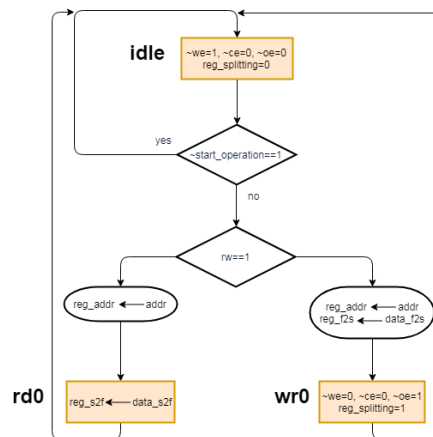 idle
~we=1, ~ce=0, ~oe=0
reg_splitting=0
yes
~start_operation==1
no
rw==1
reg_addr addr
reg_addr addr
reg_f2s data_f2s
rd0
reg_s2f data_s2f
wr0
~we=0, ~ce=0, ~oe=1
reg_splitting=1